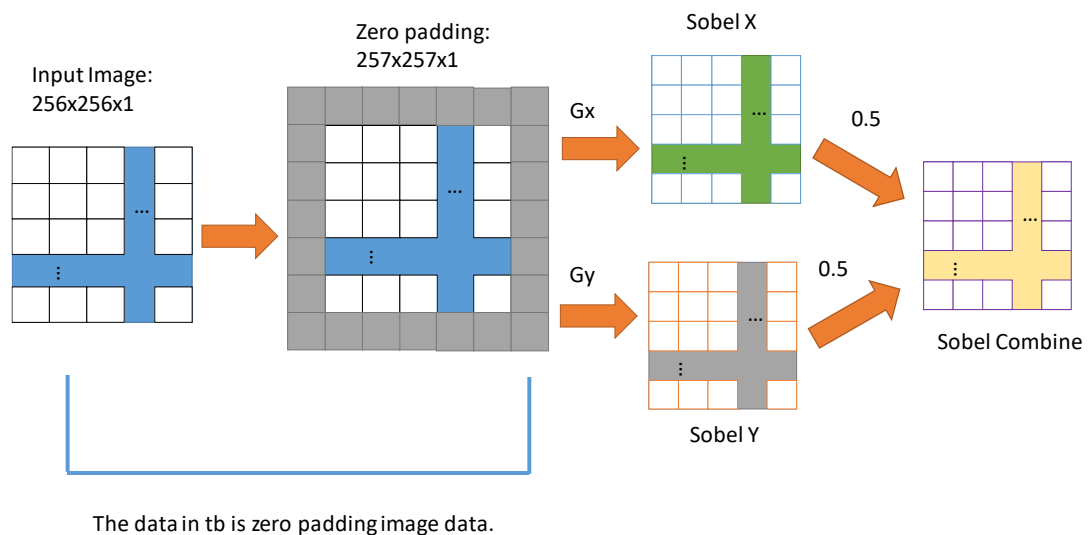 Input Image:
256x256x1
Zero padding:
257x257x1
Gx
Gy
Sobel X
Sobel Y
0.5
0.5
Sobel Combine
...
...
...
...
...
...
...
...
...
...
The data in tb is zero padding image data.